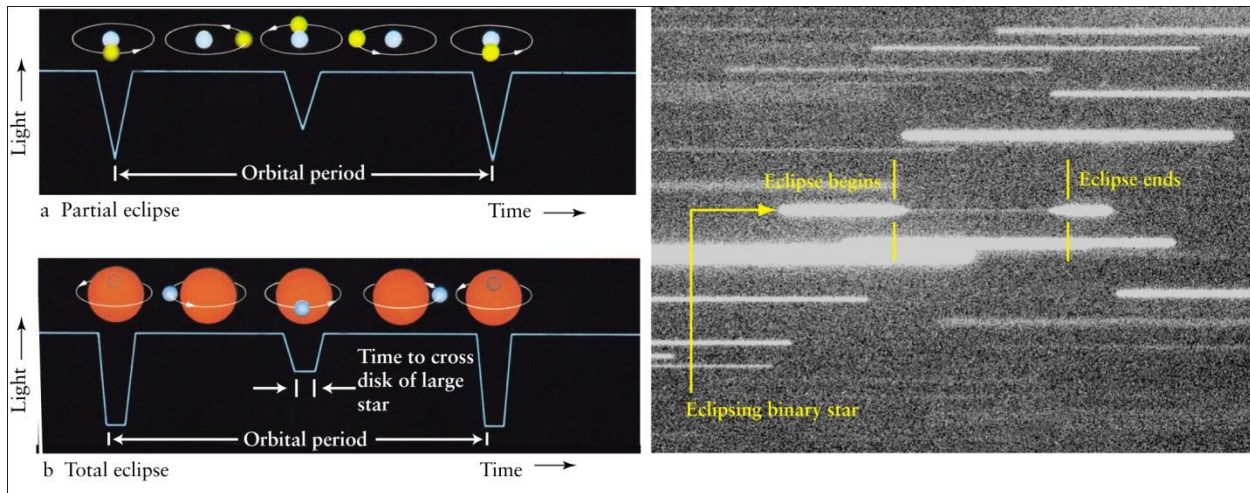 Light
Orbital period
a Partial eclipse
Time
Light
Time to cross
disk of large
star
Orbital period
b Total eclipse
Time
Eclipse begins
Eclipse ends
Eclipsing binary star